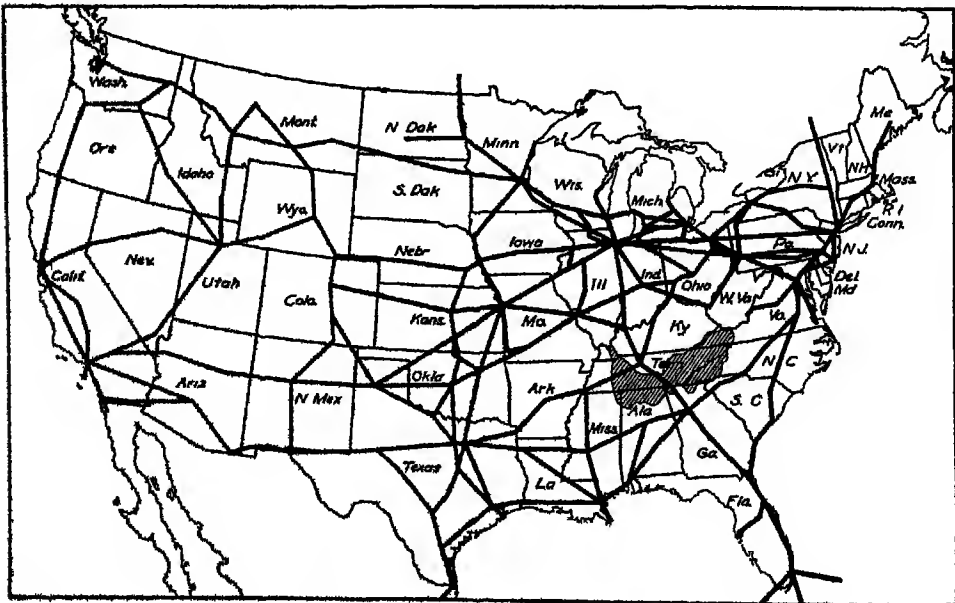 Wash.
Mont.
N Dak
Minn
Me
Ore
Idaho
S. Dak
Wis.
Mich.
N Y.
Vt
N H.
Mass.
R I
Conn.
Wyo.
Nebr
Iowa
Pa.
N J.
Calif.
Nev.
Utah
Colo.
Kans.
Mo.
Ill
Ind.
Ohio
W. Va.
Va.
Del
Md
Ky
Ten
N C
Ariz
N Mex
Okla
Ark
S. C
Miss.
Ala.
Ga.
Texas
La
Fla.